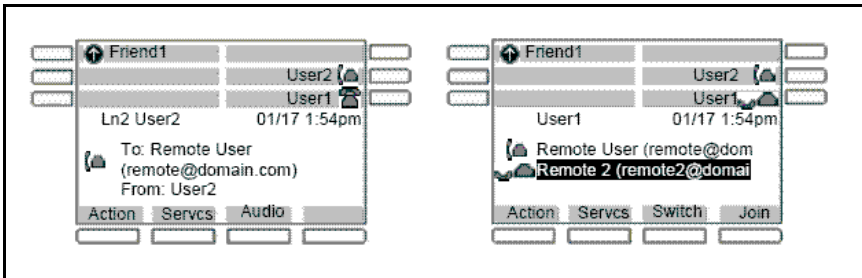 Friend1
User2
User1
Ln2 User2 01/17 1:54pm
To: Remote User
(remote@domain.com)
From: User2
Action Servcs Audio
Friend1
User2
User1
User1 01/17 1:54pm
Remote User (remote@dom
Remote 2 (remote2@domai
Action Servcs Switch Join